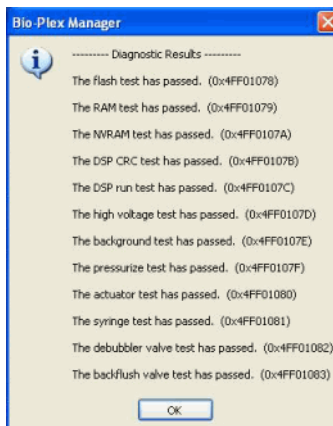 Bio-Plex Manager
--------- Diagnostic Results ---------
The flash test has passed. (0x4FF01078)
The RAM test has passed. (0x4FF01079)
The NVRAM test has passed. (0x4FF0107A)
The DSP CRC test has passed. (0x4FF0107B)
The DSP run test has passed. (0x4FF0107C)
The high voltage test has passed. (0x4FF0107D)
The background test has passed. (0x4FF0107E)
The pressurize test has passed. (0x4FF0107F)
The actuator test has passed. (0x4FF01080)
The syringe test has passed. (0x4FF01081)
The debubbler valve test has passed. (0x4FF01082)
The backflush valve test has passed. (0x4FF01083)
OK